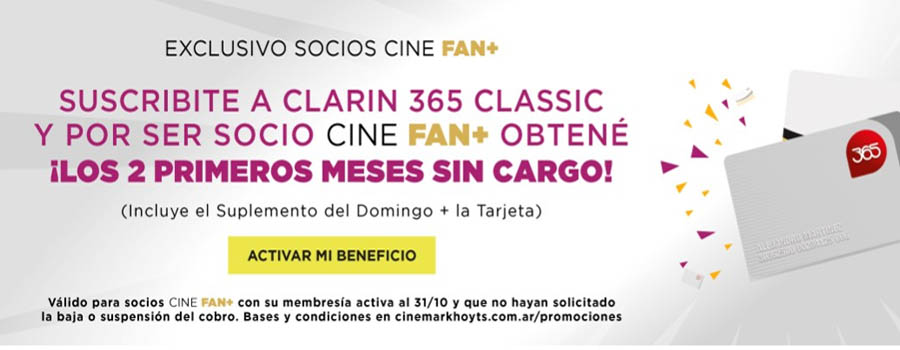 EXCLUSIVO SOCIOS CINE FAN+
SUSCRIBITE A CLARIN 365 CLASSIC
Y POR SER SOCIO CINE FAN+ OBTENÉ
¡LOS 2 PRIMEROS MESES SIN CARGO!
(Incluye el Suplemento del Domingo + la Tarjeta)
ACTIVAR MI BENEFICIO
Válido para socios CINE FAN+ con su membresía activa al 31/10 y que no hayan solicitado
la baja o suspensión del cobro. Bases y condiciones en cinemarkhoyts.com.ar/promociones
365